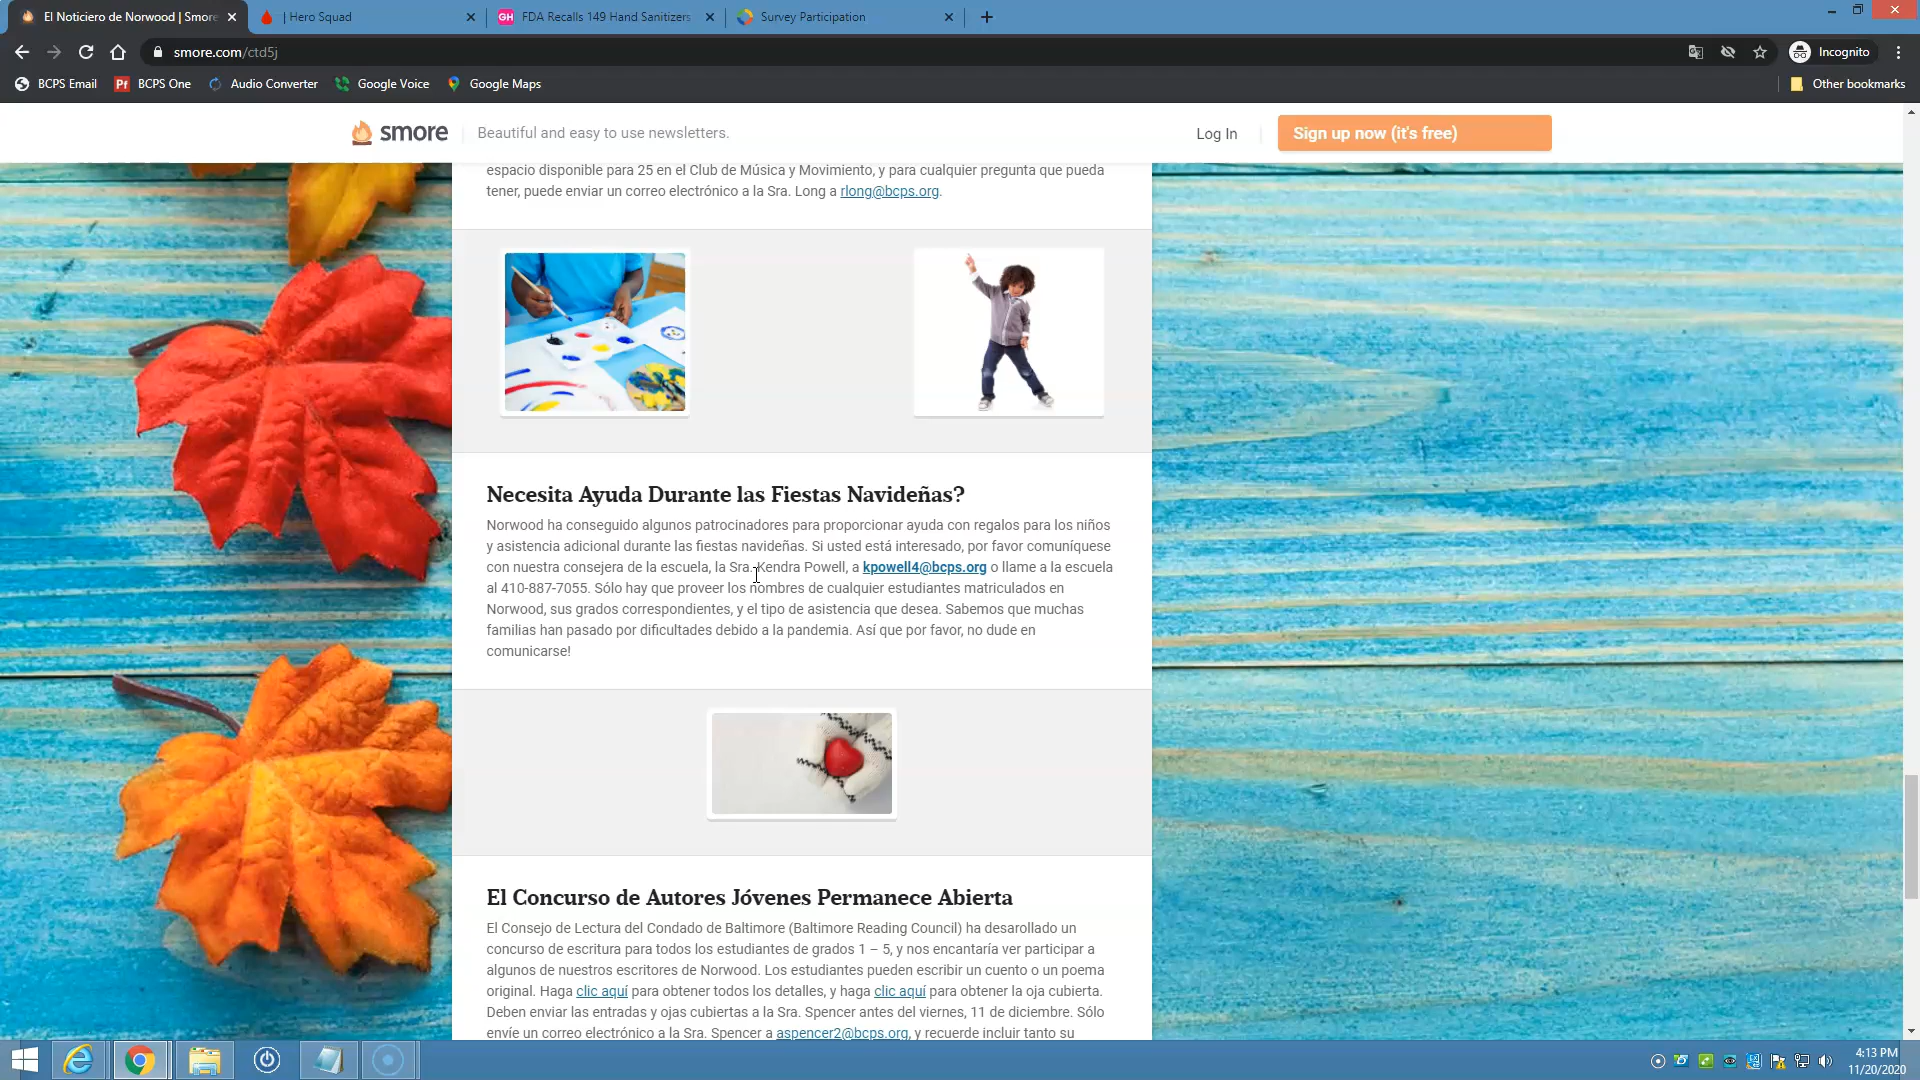 El Noticiero de Norwood | Smore
| Hero Squad
GH FDA Recalls 149 Hand Sanitizers
Survey Participation
smore.com/ctd5j
Incognito
BCPS Email
Pf BCPS One
Audio Converter
Google Voice
Google Maps
Other bookmarks
smore
Beautiful and easy to use newsletters.
Log In
Sign up now (it's free)
espacio disponible para 25 en el Club de Música y Movimiento, y para cualquier pregunta que pueda
tener, puede enviar un correo electrónico a la Sra. Long a rlong@bcps.org.
Necesita Ayuda Durante las Fiestas Navideñas?
Norwood ha conseguido algunos patrocinadores para proporcionar ayuda con regalos para los niños
y asistencia adicional durante las fiestas navideñas. Si usted está interesado, por favor comuníquese
con nuestra consejera de la escuela, la Sra. Kendra Powell, a kpowell4@bcps.org o llame a la escuela
al 410-887-7055. Sólo hay que proveer los nombres de cualquier estudiantes matriculados en
Norwood, sus grados correspondientes, y el tipo de asistencia que desea. Sabemos que muchas
familias han pasado por dificultades debido a la pandemia. Así que por favor, no dude en
comunicarse!
El Concurso de Autores Jóvenes Permanece Abierta
El Consejo de Lectura del Condado de Baltimore (Baltimore Reading Council) ha desarollado un
concurso de escritura para todos los estudiantes de grados 1 – 5, y nos encantaría ver participar a
algunos de nuestros escritores de Norwood. Los estudiantes pueden escribir un cuento o un poema
original. Haga clic aquí para obtener todos los detalles, y haga clic aquí para obtener la oja cubierta.
Deben enviar las entradas y ojas cubiertas a la Sra. Spencer antes del viernes, 11 de diciembre. Sólo
envíe un correo electrónico a la Sra. Spencer a aspencer2@bcps.org, y recuerde incluir tanto su
4:13 PM
11/20/2020